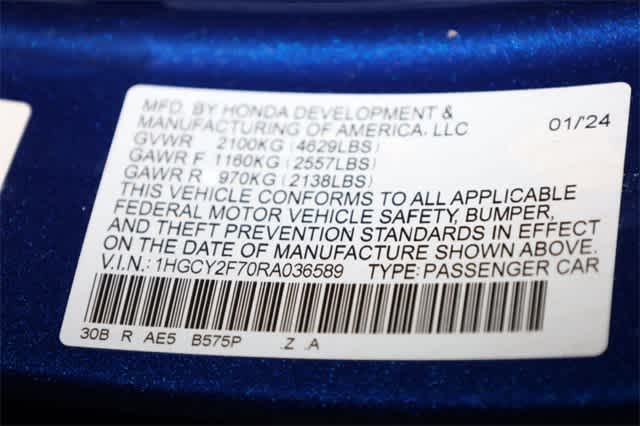 MFD. BY HONDA DEVELOPMENT &
MANUFACTURING OF AMERICA, LLC 01/'24
GVWR 2100KG (4629LBS)
GAWR F 1160KG (2557LBS)
GAWR R 970KG (2138LBS)
THIS VEHICLE CONFORMS TO ALL APPLICABLE
FEDERAL MOTOR VEHICLE SAFETY, BUMPER,
AND THEFT PREVENTION STANDARDS IN EFFECT
ON THE DATE OF MANUFACTURE SHOWN ABOVE.
V.I.N.: 1HGCY2F70RA036589 TYPE: PASSENGER CAR
30B R AE5 B575P .Z .A